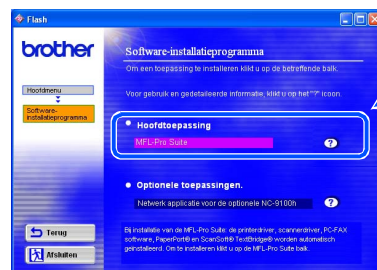 Flash
brother
Software-installatieprogramma
Om een toepassing te installeren klikt u op de betreffende balk.
Hoofdmenu
Voor gebruik en gedetailleerde informatie, klikt u op het "?" icoon.
Software-
installatieprogramma
Hoofdtoepassing
MFL-Pro Suite
?
Optionele toepassingen.
Netwerk applicatie voor de optionele NC-9100h
?
Terug
Bij installatie van de MFL-Pro Suite: de printerdriver, scannerdriver, PC-FAX
software, PaperPort® en ScanSoft® TextBridge® worden automatisch
geïnstalleerd. Om te installeren klikt u op de MFL-Pro Suite balk.
Afsluiten